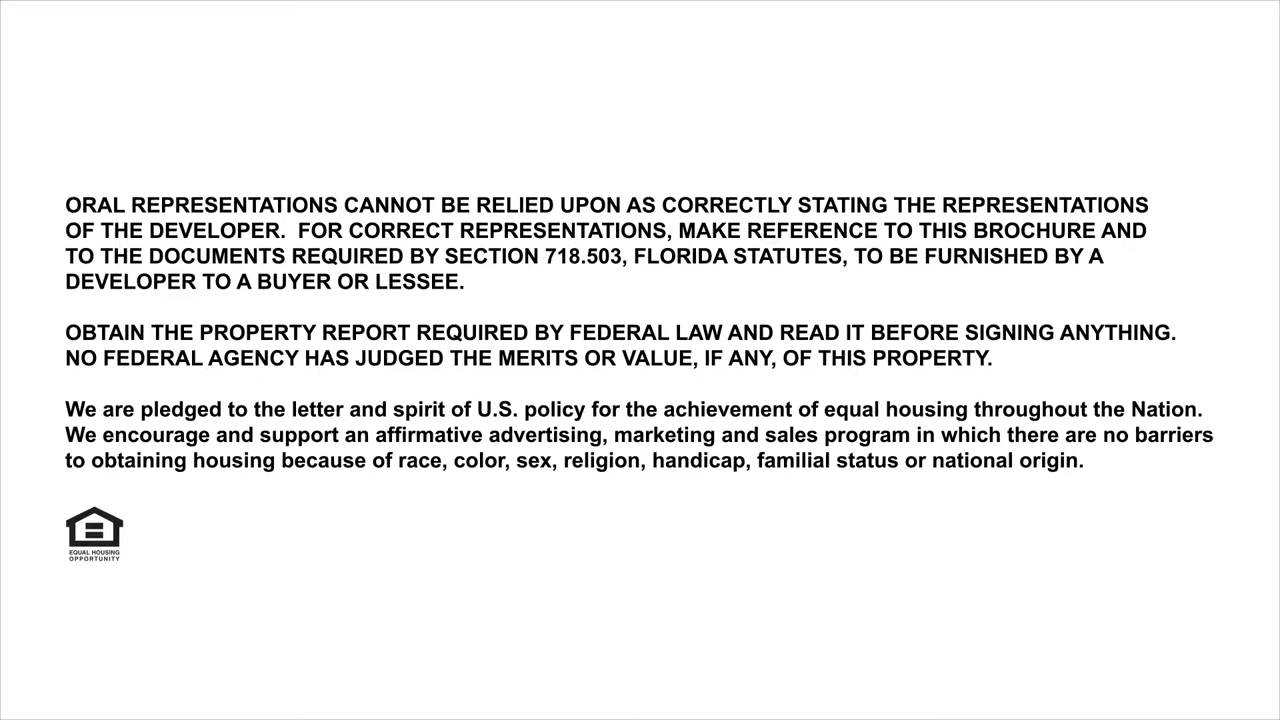 ORAL REPRESENTATIONS CANNOT BE RELIED UPON AS CORRECTLY STATING THE REPRESENTATIONS
OF THE DEVELOPER.  FOR CORRECT REPRESENTATIONS, MAKE REFERENCE TO THIS BROCHURE AND
TO THE DOCUMENTS REQUIRED BY SECTION 718.503, FLORIDA STATUTES, TO BE FURNISHED BY A
DEVELOPER TO A BUYER OR LESSEE.
OBTAIN THE PROPERTY REPORT REQUIRED BY FEDERAL LAW AND READ IT BEFORE SIGNING ANYTHING.
NO FEDERAL AGENCY HAS JUDGED THE MERITS OR VALUE, IF ANY, OF THIS PROPERTY.
We are pledged to the letter and spirit of U.S. policy for the achievement of equal housing throughout the Nation.
We encourage and support an affirmative advertising, marketing and sales program in which there are no barriers
to obtaining housing because of race, color, sex, religion, handicap, familial status or national origin.
EQUAL HOUSING
OPPORTUNITY